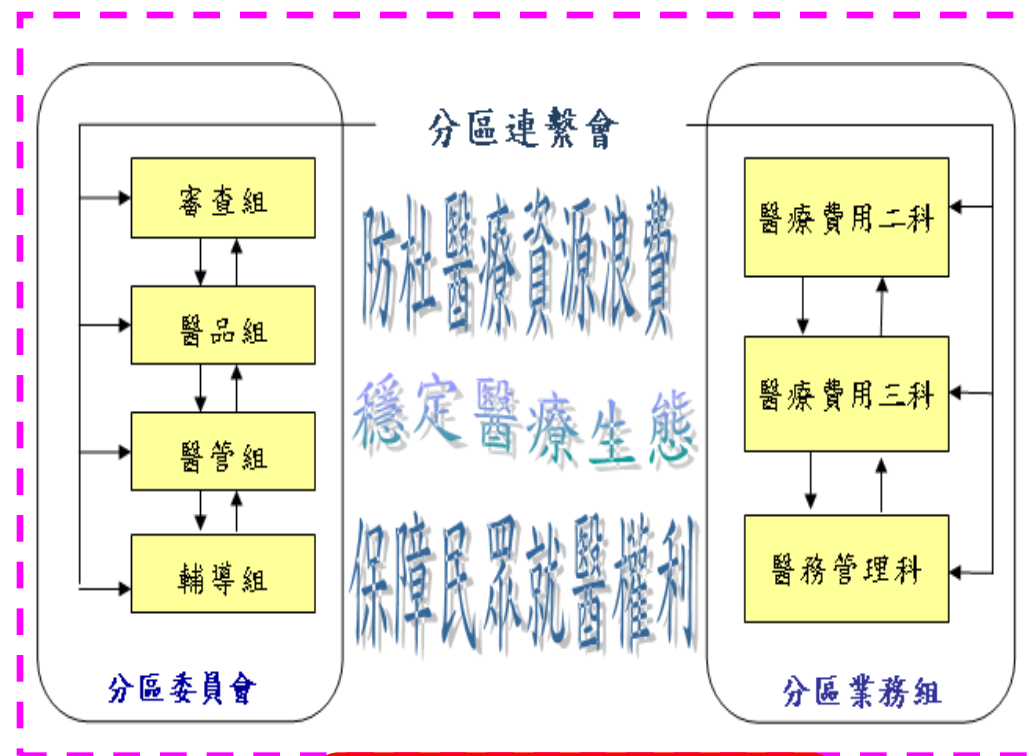 分區連繫會
審查組
醫品組
醫管組
輔導組
分區委員會
防杜醫療資源浪費
穩定醫療生態
保障民眾就醫權利
醫療費用二科
醫療費用三科
醫務管理科
分區業務組